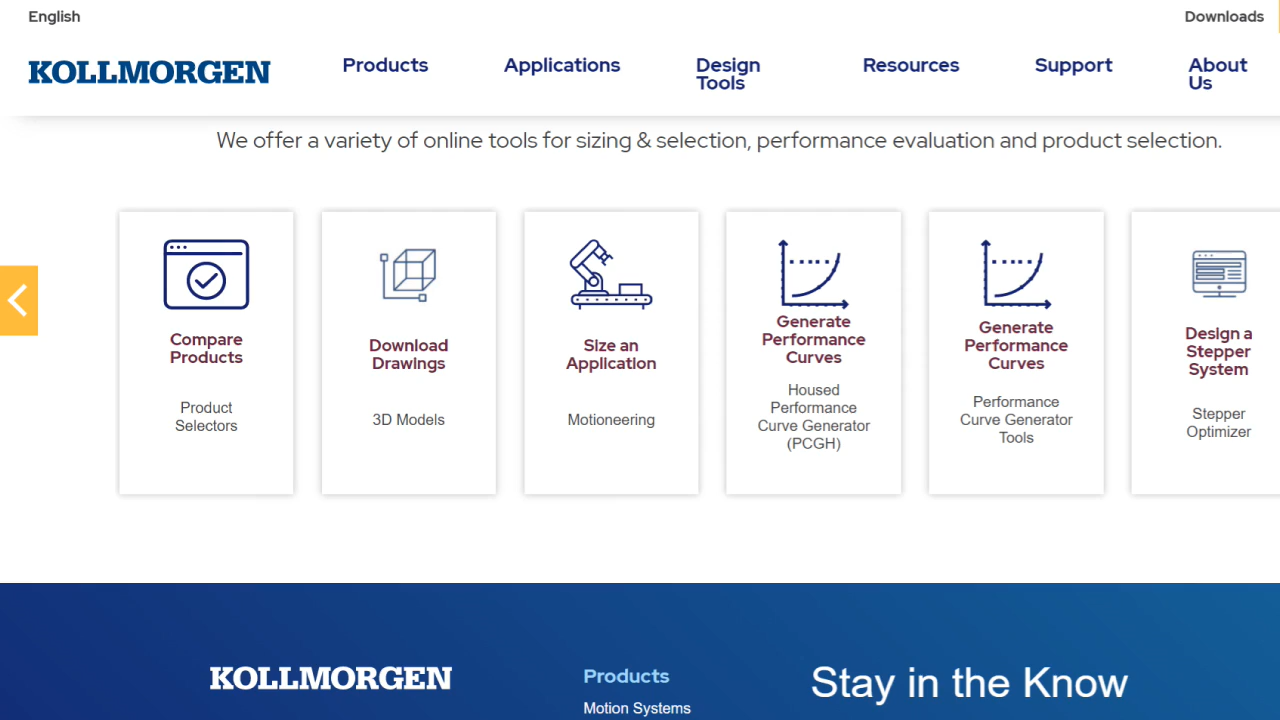 English
Downloads
KOLLMORGEN
Products
Applications
Design
Tools
Resources
Support
About
Us
We offer a variety of online tools for sizing & selection, performance evaluation and product selection.
Compare
Products
Product
Selectors
Download
Drawings
3D Models
Size an
Application
Motioneering
Generate
Performance
Curves
Housed
Performance
Curve Generator
(PCGH)
Generate
Performance
Curves
Performance
Curve Generator
Tools
Design a
Stepper
System
Stepper
Optimizer
KOLLMORGEN
Products
Motion Systems
Stay in the Know